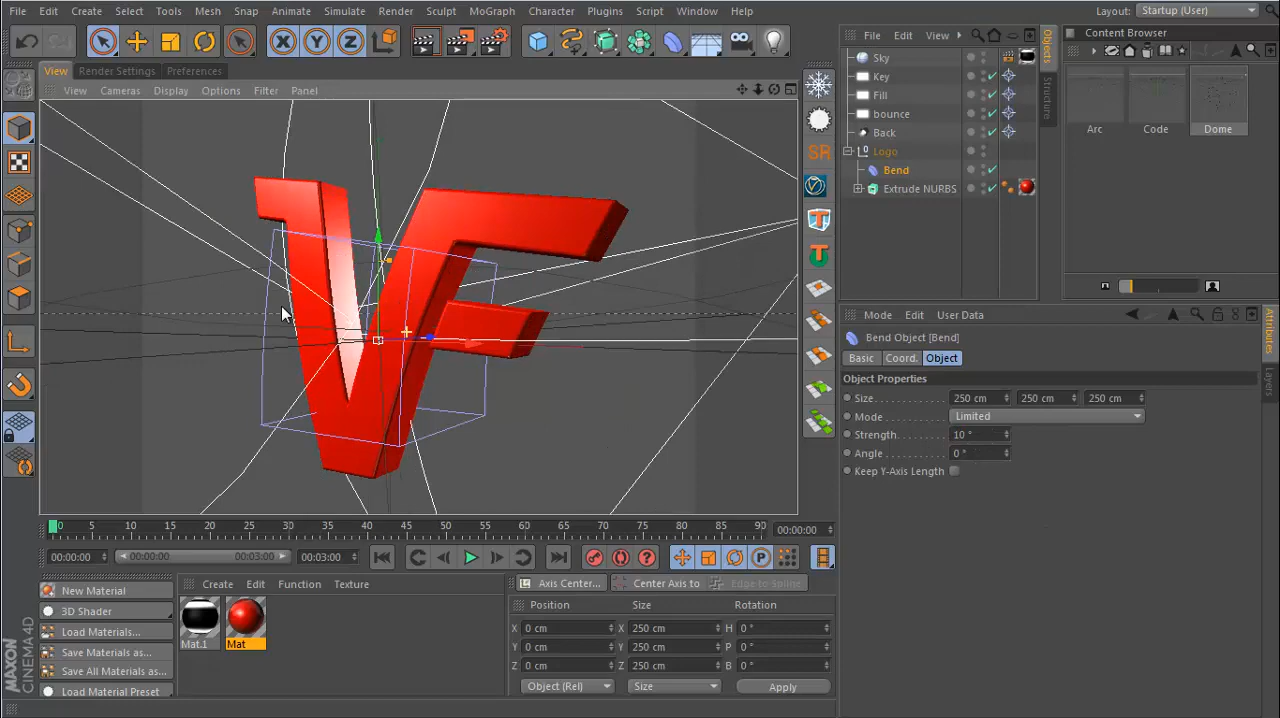 File Edit Create Select Tools Mesh Snap Animate Simulate Render Sculpt MoGraph Character Plugins Script Window Help
Layout: Startup (User)
X Y Z
File Edit View
Content Browser
Objects
Structure
View Render Settings Preferences
View Cameras Display Options Filter Panel
Sky
Key
Fill
bounce
Back
Logo
Bend
Extrude NURBS
Arc Code Dome
SR
VF
Mode Edit User Data
Attributes
Layers
Bend Object [Bend]
Basic Coord. Object
Object Properties
Size 250 cm 250 cm 250 cm
Mode Limited
Strength 10 °
Angle 0 °
Keep Y-Axis Length
0 5 10 15 20 25 30 35 40 45 50 55 60 65 70 75 80 85 90 00:00:00
00:00:00 00:00:00 00:03:00 00:03:00
P
New Material
3D Shader
Load Materials...
Save Materials as...
Save All Materials as...
Load Material Preset
Create Edit Function Texture
Mat.1 Mat
Axis Center... Center Axis to Edge to Spline
Position Size Rotation
X 0 cm X 250 cm H 0 °
Y 0 cm Y 250 cm P 0 °
Z 0 cm Z 250 cm B 0 °
Object (Rel) Size Apply
MAXON
CINEMA 4D